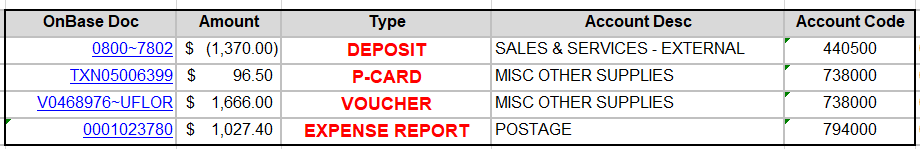 OnBase Doc Amount Type Account Desc Account Code
0800~7802 $ (1,370.00) DEPOSIT SALES & SERVICES - EXTERNAL 440500
TXN05006399 $ 96.50 P-CARD MISC OTHER SUPPLIES 738000
V0468976~UFLOR $ 1,666.00 VOUCHER MISC OTHER SUPPLIES 738000
0001023780 $ 1,027.40 EXPENSE REPORT POSTAGE 794000